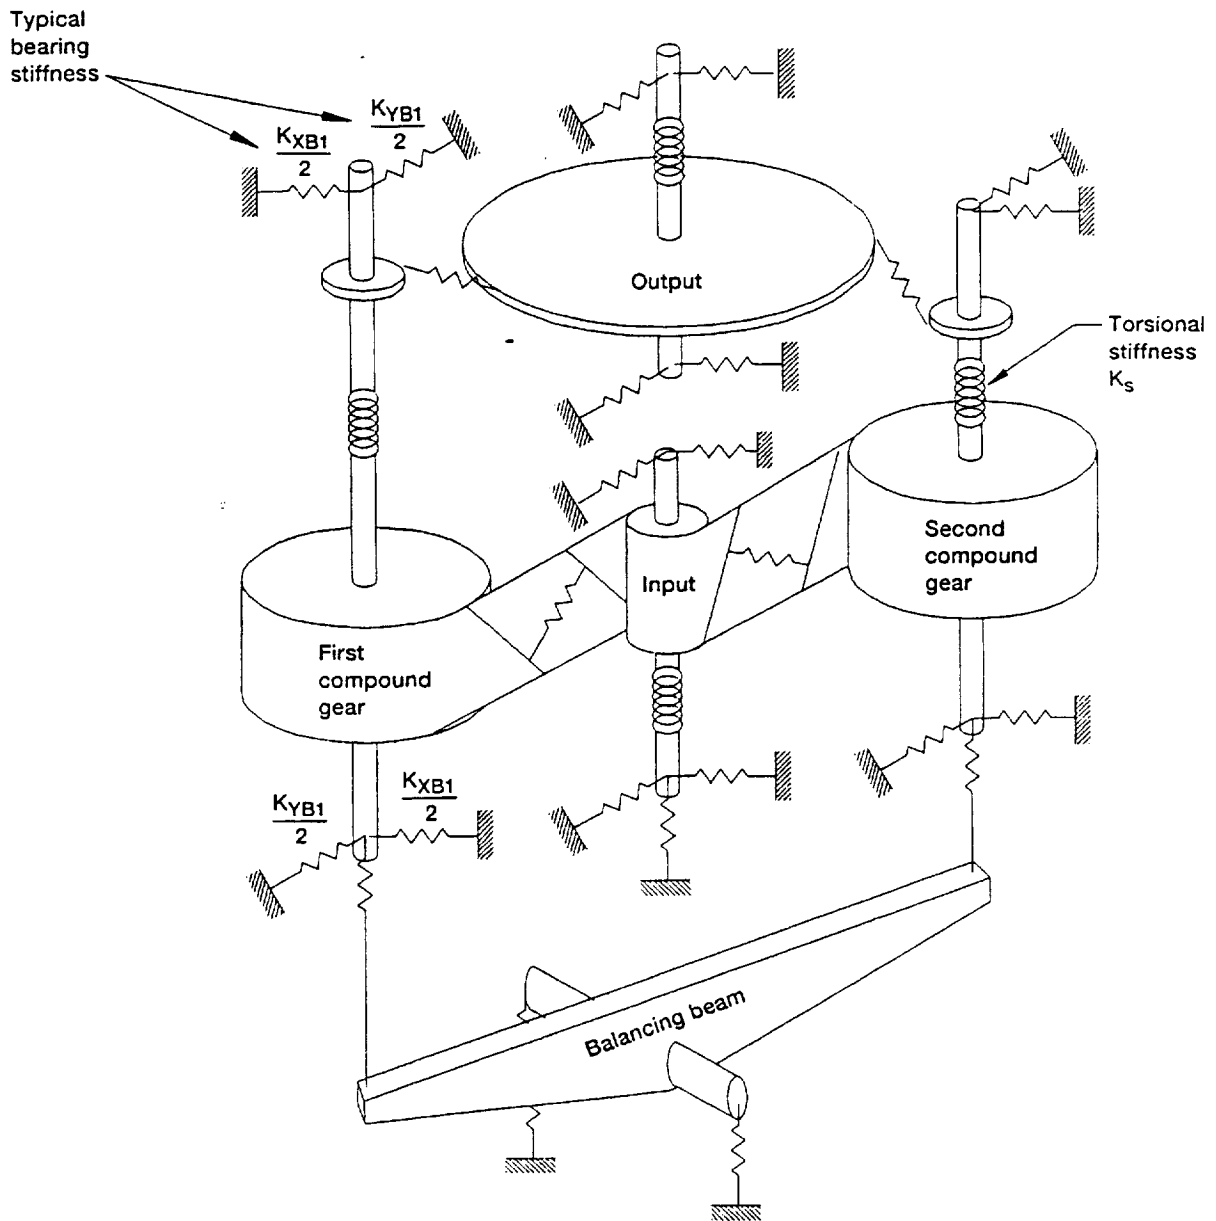 Typical
bearing
stiffness
K_YB1
2
K_XB1
2
Output
Torsional
stiffness
K_s
Second
compound
gear
Input
First
compound
gear
K_YB1
2
K_XB1
2
Balancing beam